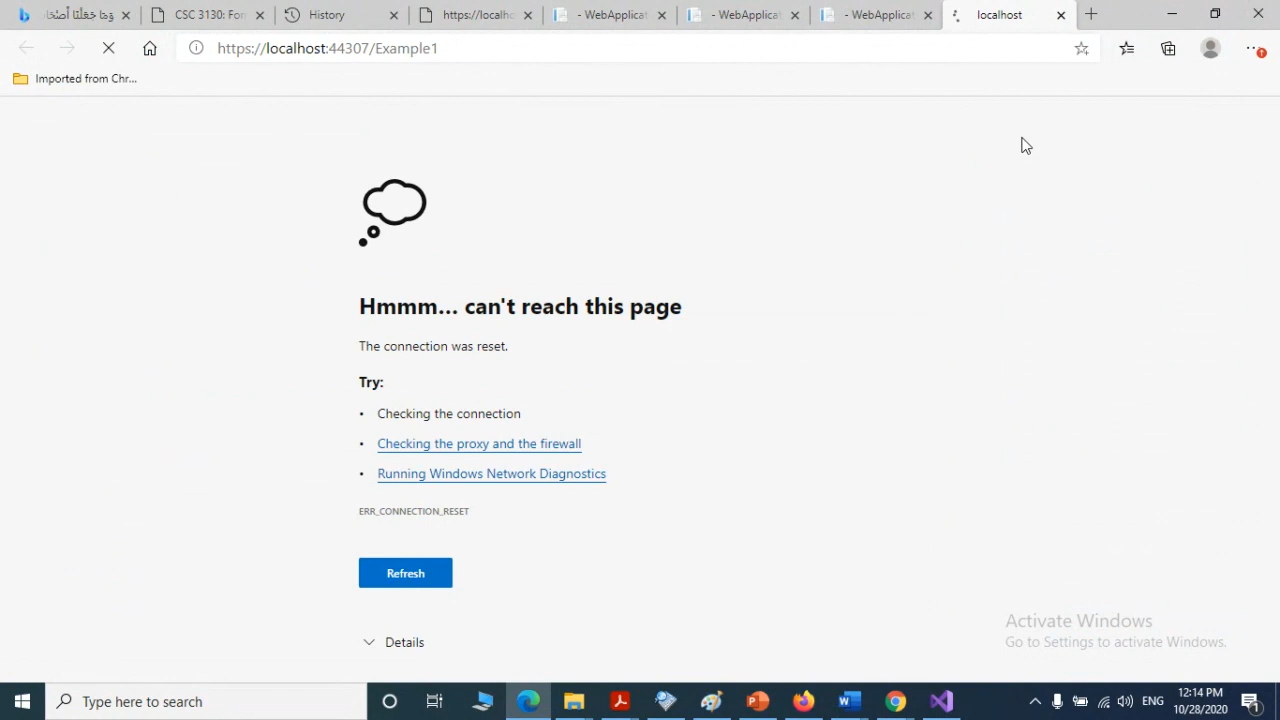 CSC 3130: For
History
https://localho
- WebApplicat
- WebApplicat
- WebApplicat
localhost
https://localhost:44307/Example1
Imported from Chr...
Hmmm... can't reach this page
The connection was reset.
Try:
• Checking the connection
• Checking the proxy and the firewall
• Running Windows Network Diagnostics
ERR_CONNECTION_RESET
Refresh
Details
Activate Windows
Go to Settings to activate Windows.
Type here to search
ENG
12:14 PM
10/28/2020
1